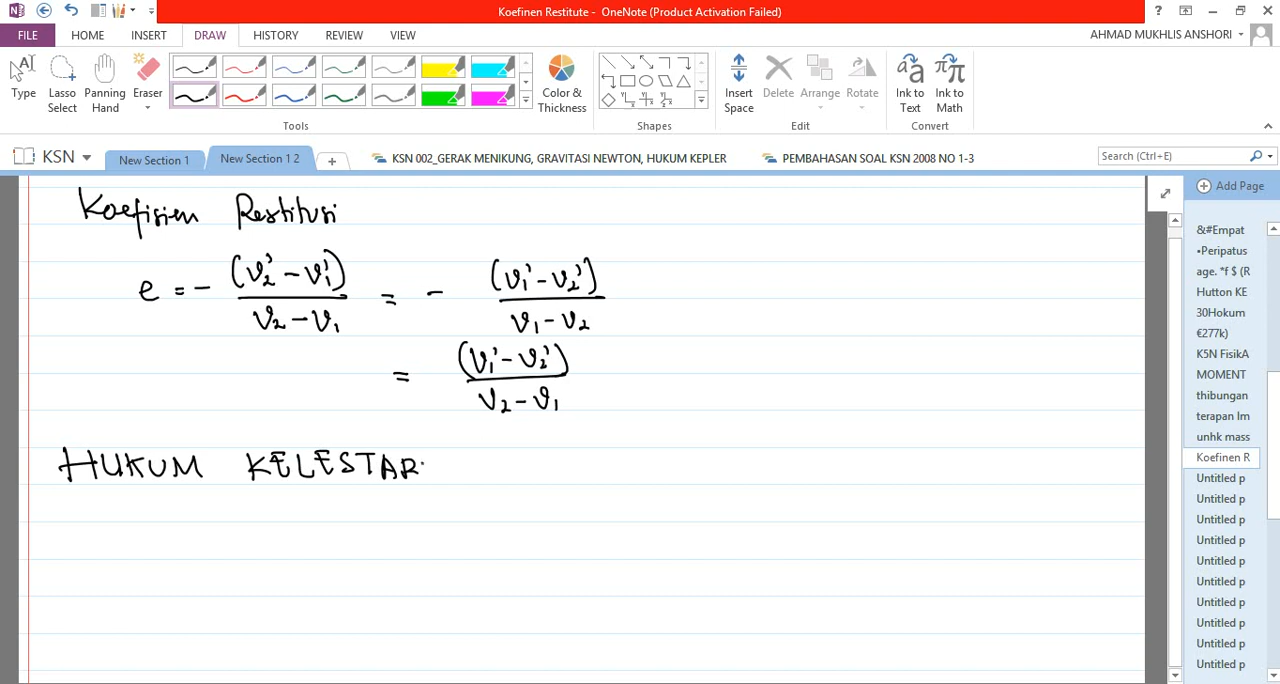 Koefinen Restitute - OneNote (Product Activation Failed)
FILE HOME INSERT DRAW HISTORY REVIEW VIEW
AHMAD MUKHLIS ANSHORI
Type Lasso Select Panning Hand Eraser Color & Thickness Insert Space Delete Arrange Rotate Ink to Text Ink to Math
Tools Shapes Edit Convert
KSN New Section 1 New Section 1 2 KSN 002_GERAK MENIKUNG, GRAVITASI NEWTON, HUKUM KEPLER PEMBAHASAN SOAL KSN 2008 NO 1-3 Search (Ctrl+E)
Add Page
Koefisien Restitusi
e = - (v₂' - v₁') / (v₂ - v₁) = - (v₁' - v₂') / (v₁ - v₂)
= (v₁' - v₂') / (v₂ - v₁)
HUKUM KELESTAR
&#Empat
•Peripatus
age. *f $ (R
Hutton KE
30Hokum
€277k)
K5N FisikA
MOMENT
thibungan
terapan Im
unhk mass
Koefinen R
Untitled p
Untitled p
Untitled p
Untitled p
Untitled p
Untitled p
Untitled p
Untitled p
Untitled p
Untitled p